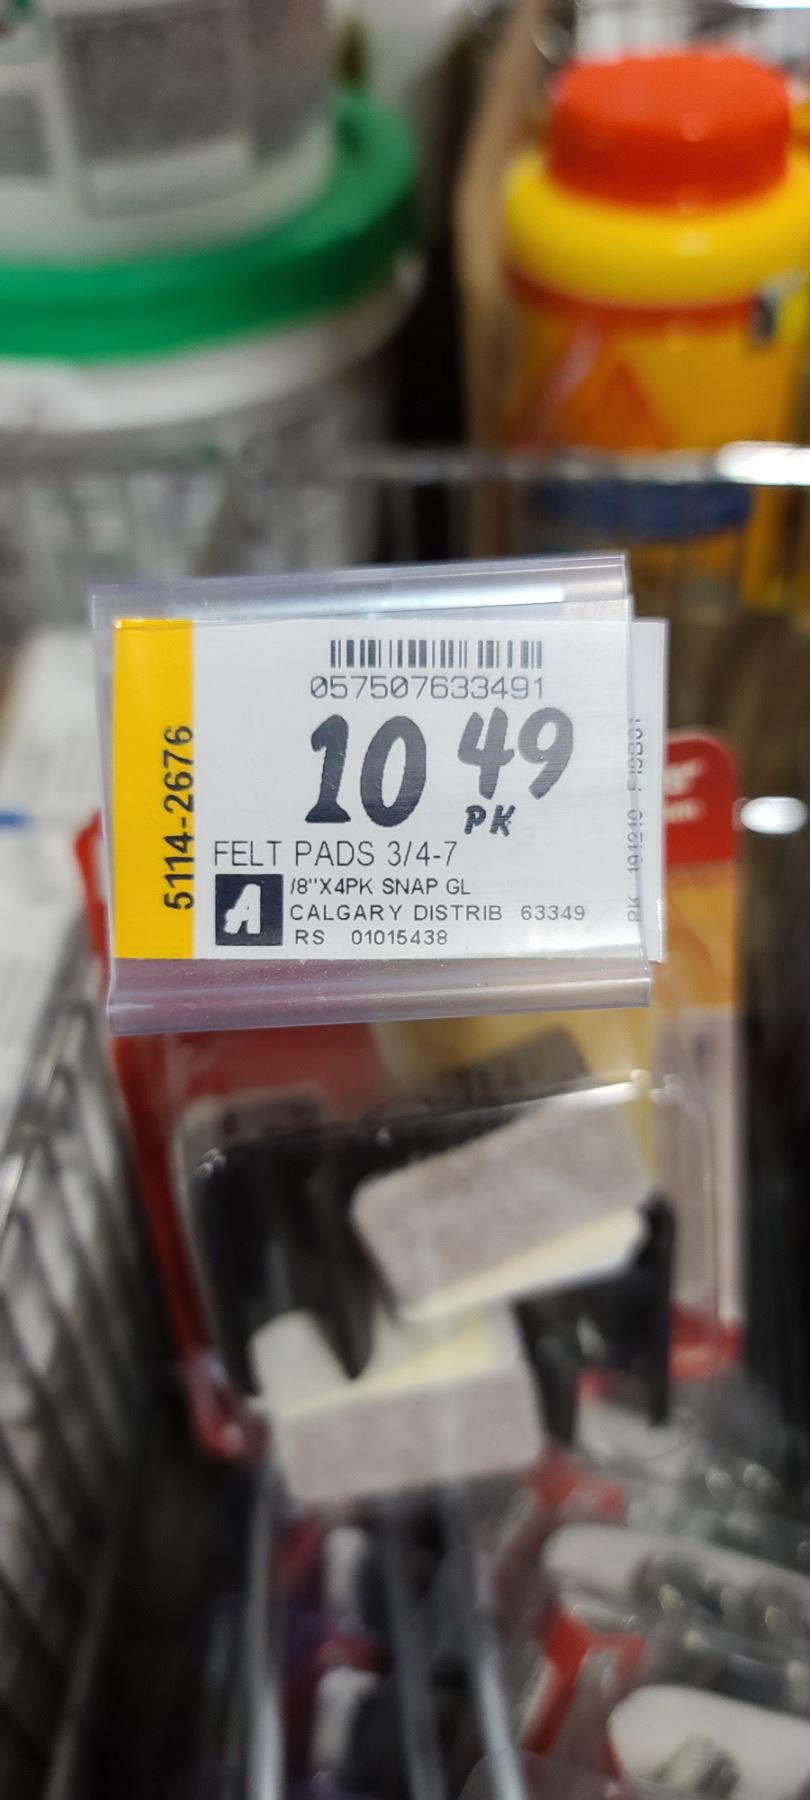 057507633491
10 49
PK
5114-2676
FELT PADS 3/4-7
/8"X4PK SNAP GL
A
CALGARY DISTRIB 63349
RS 01015438